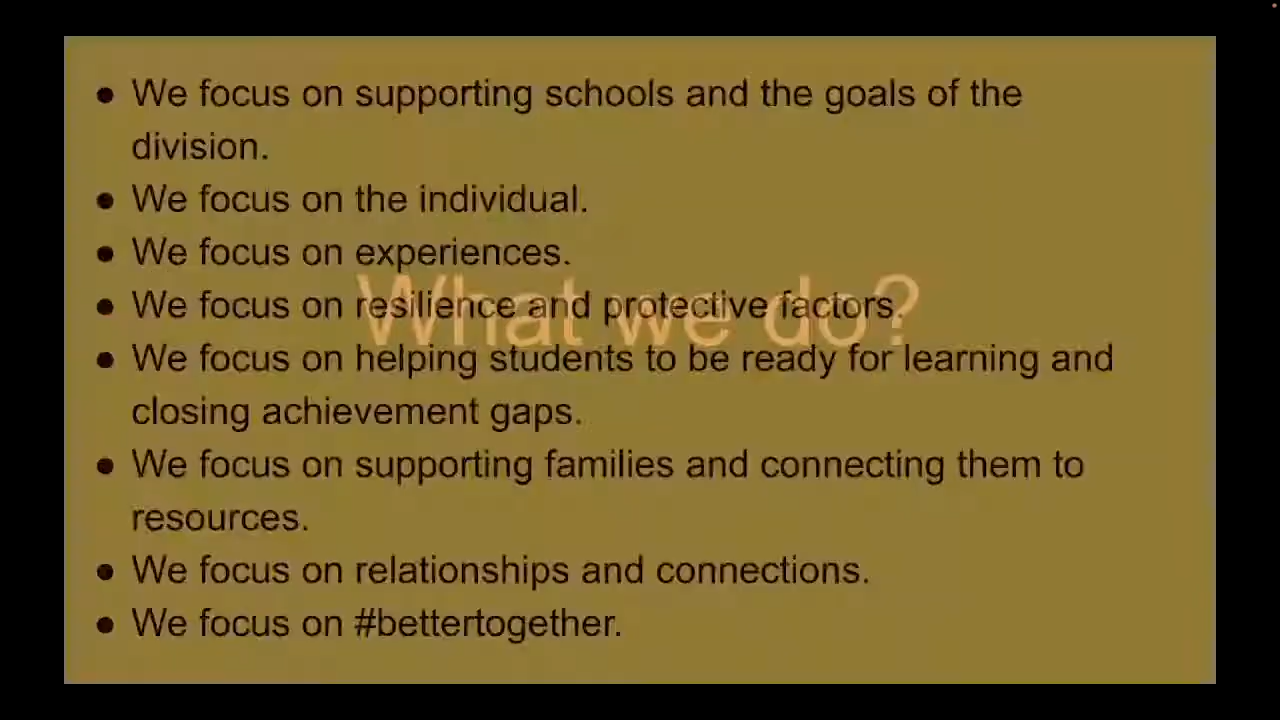 ● We focus on supporting schools and the goals of the
division.
● We focus on the individual.
● We focus on experiences.
What we do?
● We focus on resilience and protective factors.
● We focus on helping students to be ready for learning and
closing achievement gaps.
● We focus on supporting families and connecting them to
resources.
● We focus on relationships and connections.
● We focus on #bettertogether.